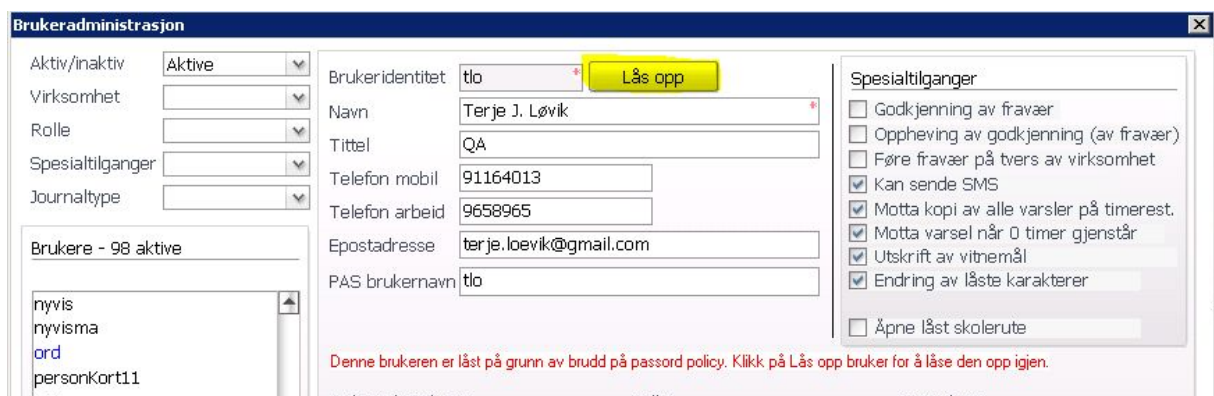 Brukeradministrasjon
Aktiv/inaktiv Aktive
Virksomhet
Rolle
Spesialtilganger
Journaltype
Brukere - 98 aktive
nyvis
nyvisma
ord
personKort11
Brukeridentitet tlo * Lås opp
Navn Terje J. Løvik *
Tittel QA
Telefon mobil 91164013
Telefon arbeid 9658965
Epostadresse terje.loevik@gmail.com
PAS brukernavn tlo
Spesialtilganger
Godkjenning av fravær
Oppheving av godkjenning (av fravær)
Føre fravær på tvers av virksomhet
Kan sende SMS
Motta kopi av alle varsler på timerest.
Motta varsel når 0 timer gjenstår
Utskrift av vitnemål
Endring av låste karakterer
Åpne låst skolerute
Denne brukeren er låst på grunn av brudd på passord policy. Klikk på Lås opp bruker for å låse den opp igjen.